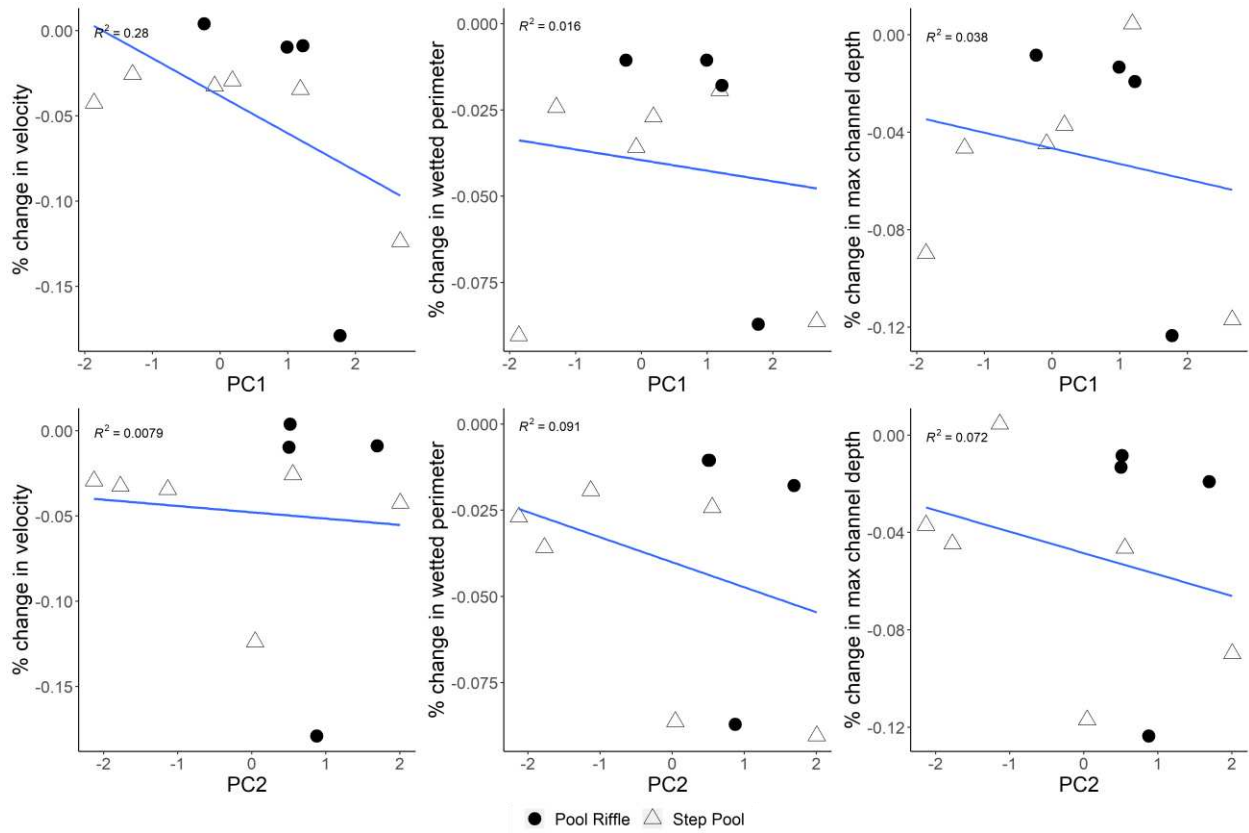 R² = 0.28
0.00
-0.05
-0.10
-0.15
% change in velocity
-2 -1 0 1 2
PC1
R² = 0.016
0.000
-0.025
-0.050
-0.075
% change in wetted perimeter
-2 -1 0 1 2
PC1
R² = 0.038
0.00
-0.04
-0.08
-0.12
% change in max channel depth
-2 -1 0 1 2
PC1
R² = 0.0079
0.00
-0.05
-0.10
-0.15
% change in velocity
-2 -1 0 1 2
PC2
R² = 0.091
0.000
-0.025
-0.050
-0.075
% change in wetted perimeter
-2 -1 0 1 2
PC2
R² = 0.072
0.00
-0.04
-0.08
-0.12
% change in max channel depth
-2 -1 0 1 2
PC2
Pool Riffle Step Pool